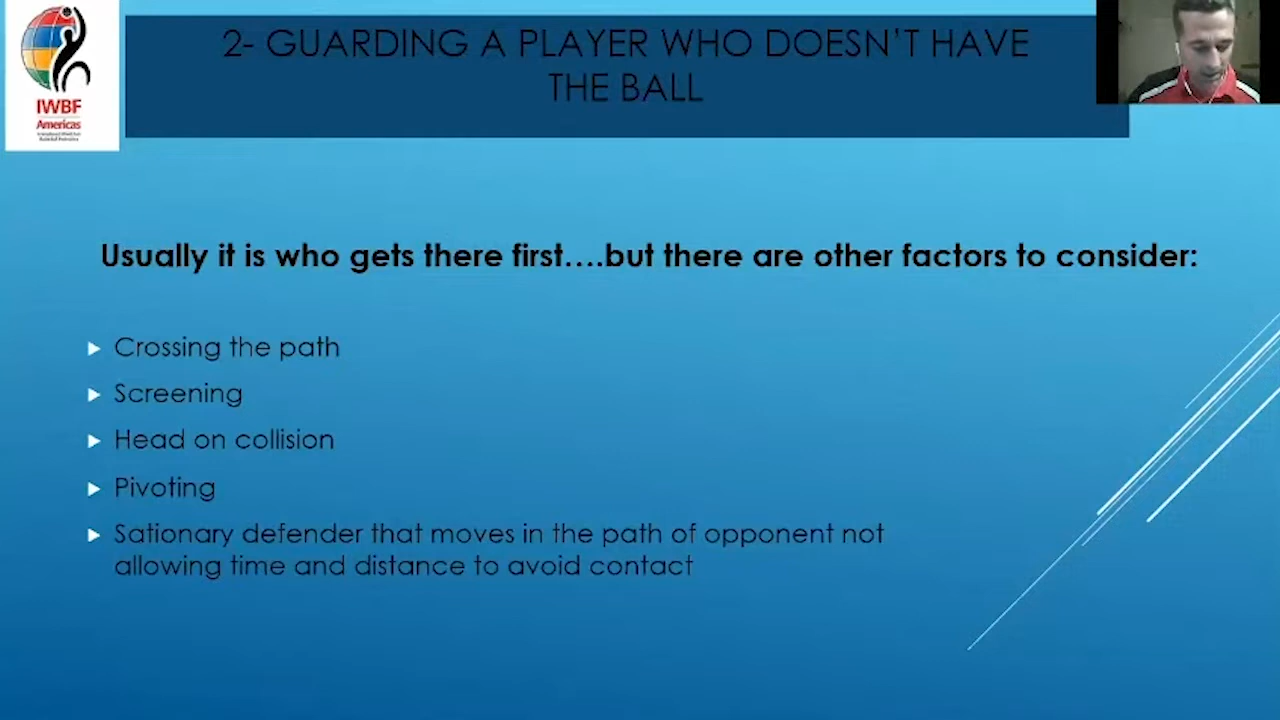 2- GUARDING A PLAYER WHO DOESN'T HAVE
THE BALL
IWBF
Americas
Usually it is who gets there first....but there are other factors to consider:
Crossing the path
Screening
Head on collision
Pivoting
Sationary defender that moves in the path of opponent not
allowing time and distance to avoid contact